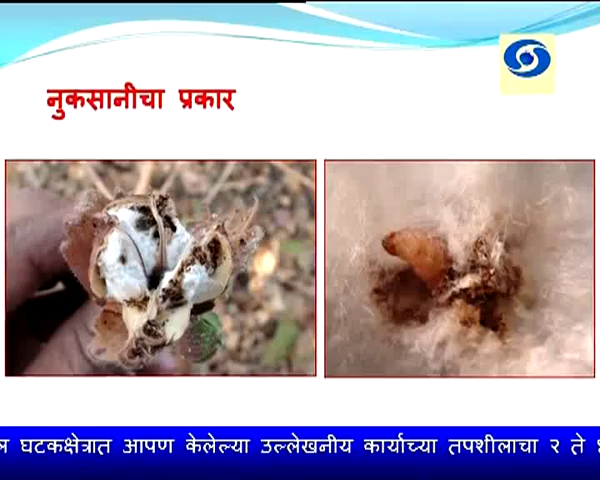 नुकसानीचा प्रकार
घटकक्षेत्रात आपण केलेल्या उल्लेखनीय कार्याच्या तपशीलाचा २ ते